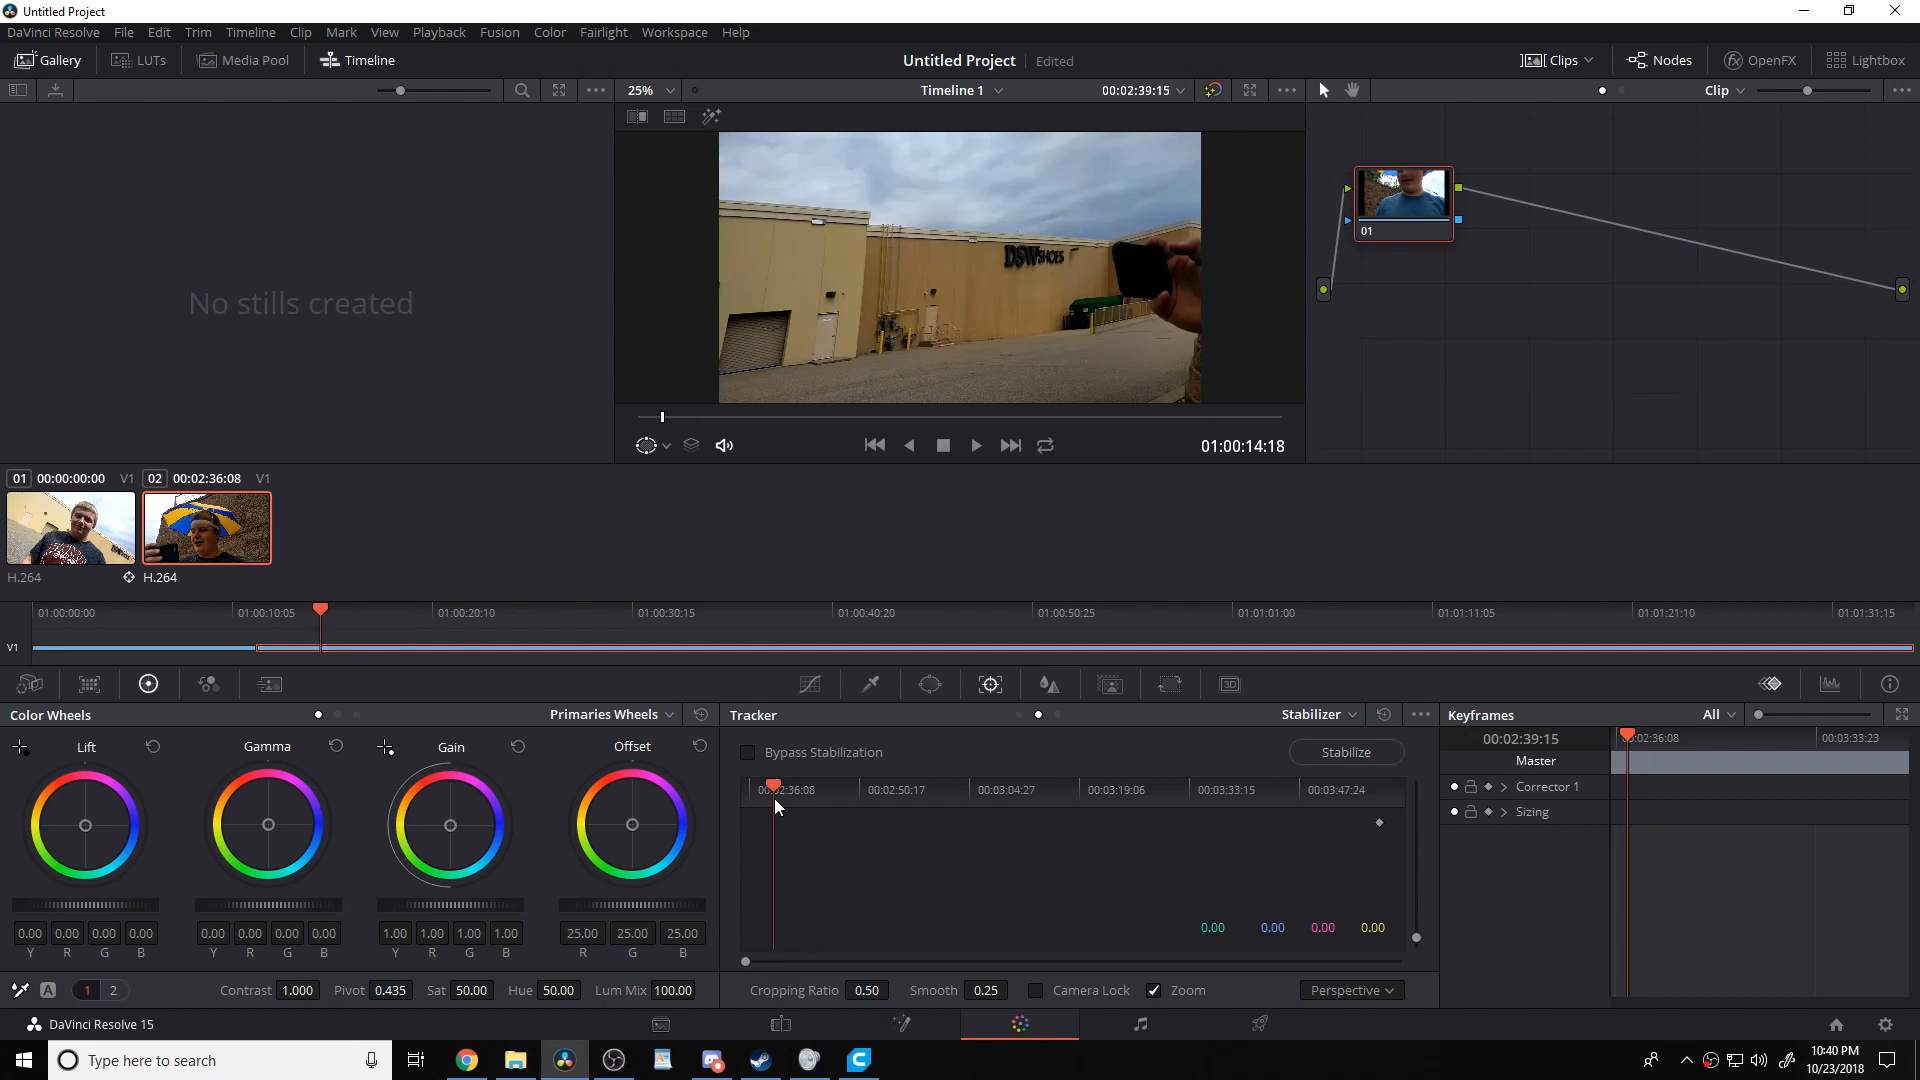 Untitled Project
DaVinci Resolve File Edit Trim Timeline Clip Mark View Playback Fusion Color Fairlight Workspace Help
Gallery LUTs Media Pool Timeline Untitled Project Edited Clips Nodes OpenFX Lightbox
25% Timeline 1 00:02:39:15 Clip
No stills created
DSW SHOES
01
01:00:14:18
01 00:00:00:00 V1 02 00:02:36:08 V1
H.264 H.264
01:00:00:00 01:00:10:05 01:00:20:10 01:00:30:15 01:00:40:20 01:00:50:25 01:01:01:00 01:01:11:05 01:01:21:10 01:01:31:15
V1
3D
Color Wheels Primaries Wheels Tracker Stabilizer Keyframes All
Lift Gamma Gain Offset
Bypass Stabilization Stabilize
00:02:39:15 00:02:36:08 00:03:33:23
Master
Corrector 1
Sizing
00:02:36:08 00:02:50:17 00:03:04:27 00:03:19:06 00:03:33:15 00:03:47:24
0.00 0.00 0.00 0.00
0.00 0.00 0.00 0.00 0.00 0.00 0.00 0.00 1.00 1.00 1.00 1.00 25.00 25.00 25.00
Y R G B Y R G B Y R G B R G B
A 1 2 Contrast 1.000 Pivot 0.435 Sat 50.00 Hue 50.00 Lum Mix 100.00
Cropping Ratio 0.50 Smooth 0.25 Camera Lock Zoom Perspective
DaVinci Resolve 15
Type here to search
10:40 PM
10/23/2018